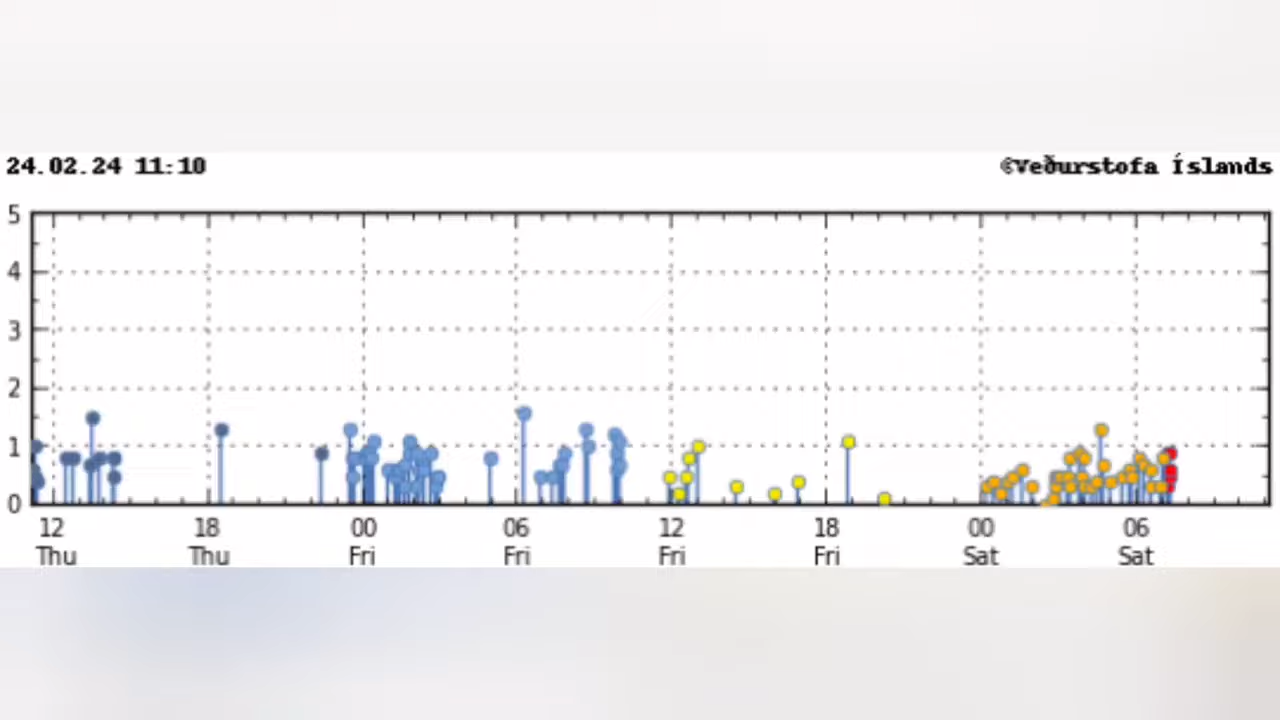 24.02.24 11:10
©Veðurstofa Íslands
5
4
3
2
1
0
12 18 00 06 12 18 00 06
Thu Thu Fri Fri Fri Fri Sat Sat